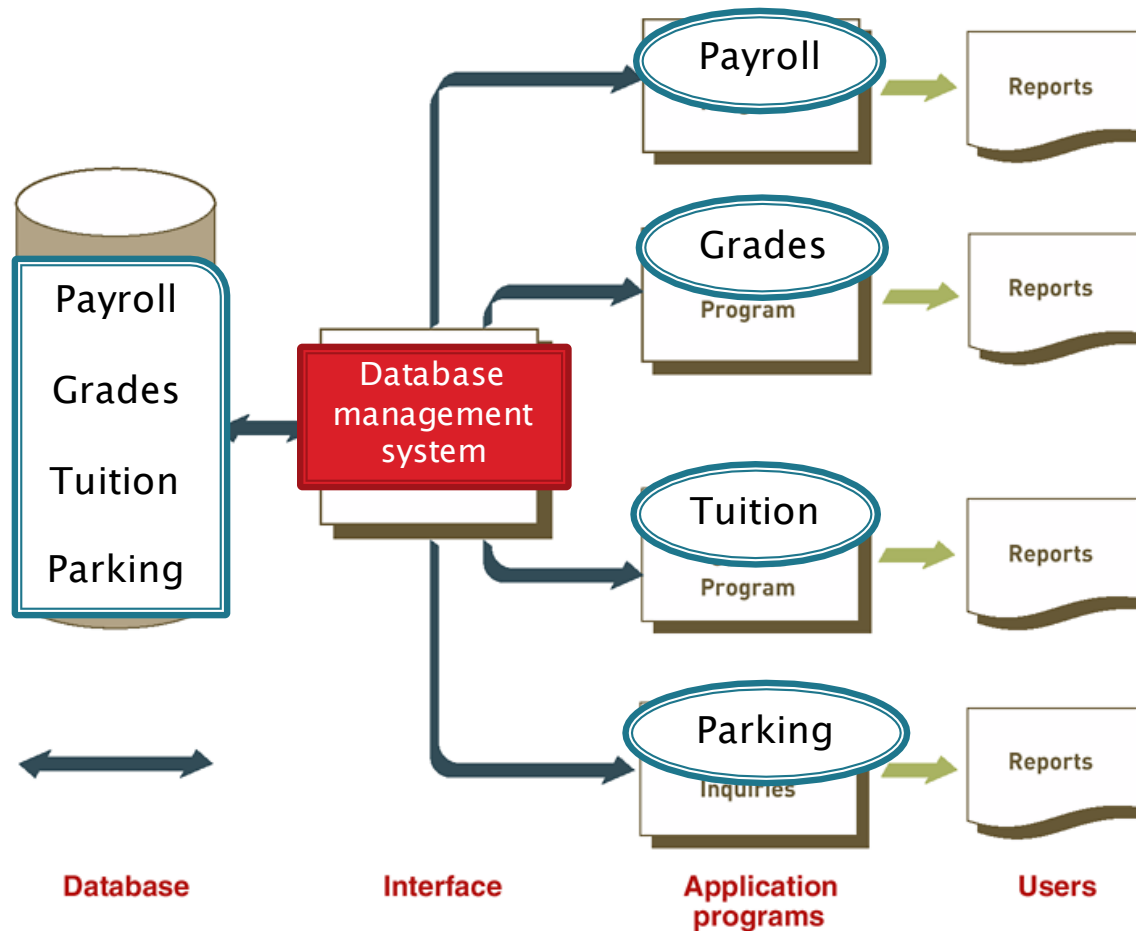 Payroll
Reports
Grades
Program
Reports
Payroll
Grades
Tuition
Parking
Database
management
system
Tuition
Program
Reports
Parking
Inquiries
Reports
Database
Interface
Application
programs
Users